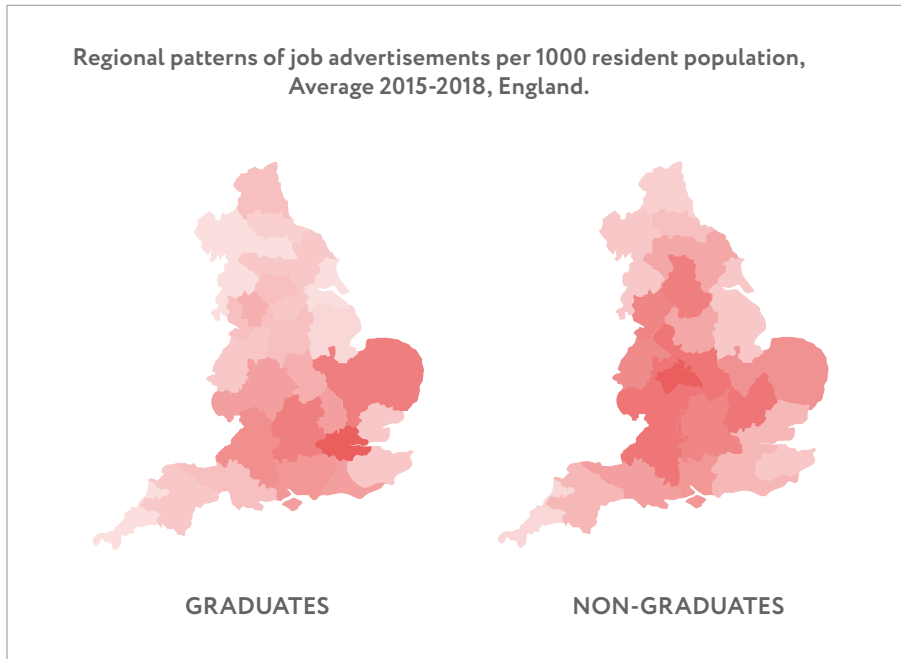 Regional patterns of job advertisements per 1000 resident population,
Average 2015-2018, England.
GRADUATES
NON-GRADUATES